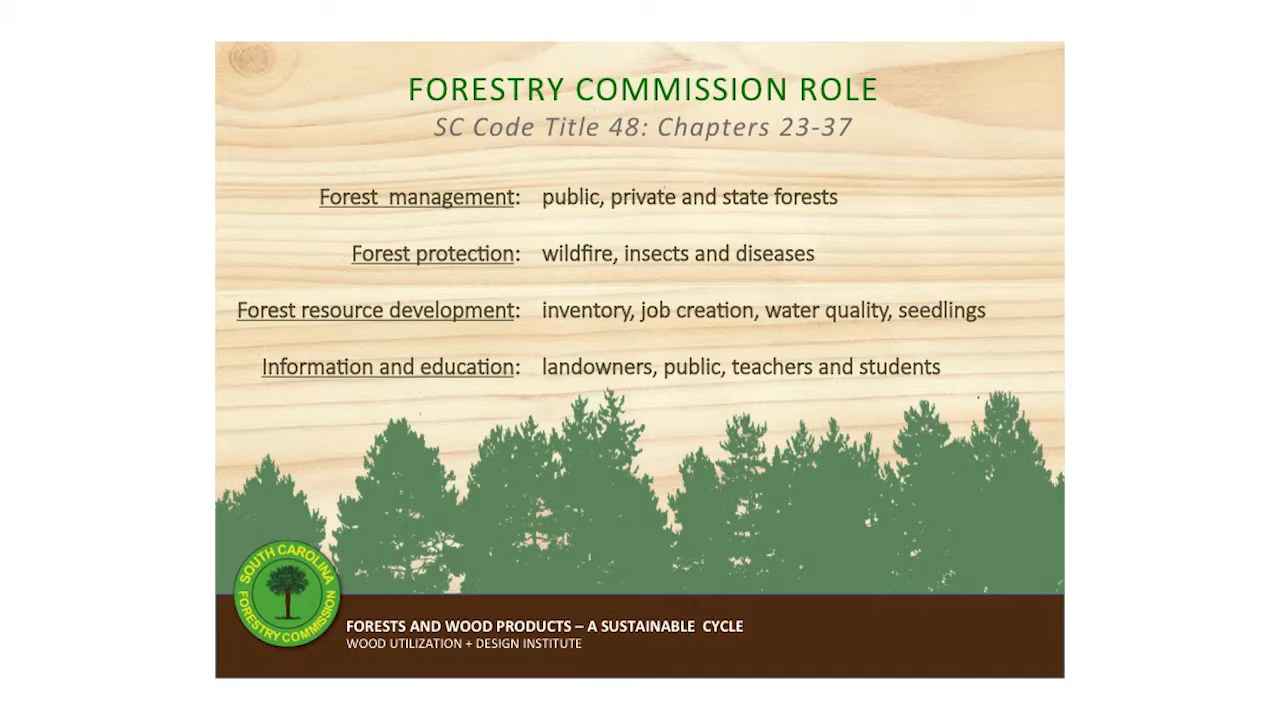 FORESTRY COMMISSION ROLE
SC Code Title 48: Chapters 23-37
Forest management: public, private and state forests
Forest protection: wildfire, insects and diseases
Forest resource development: inventory, job creation, water quality, seedlings
Information and education: landowners, public, teachers and students
SOUTH CAROLINA
FORESTRY COMMISSION
FORESTS AND WOOD PRODUCTS – A SUSTAINABLE CYCLE
WOOD UTILIZATION + DESIGN INSTITUTE